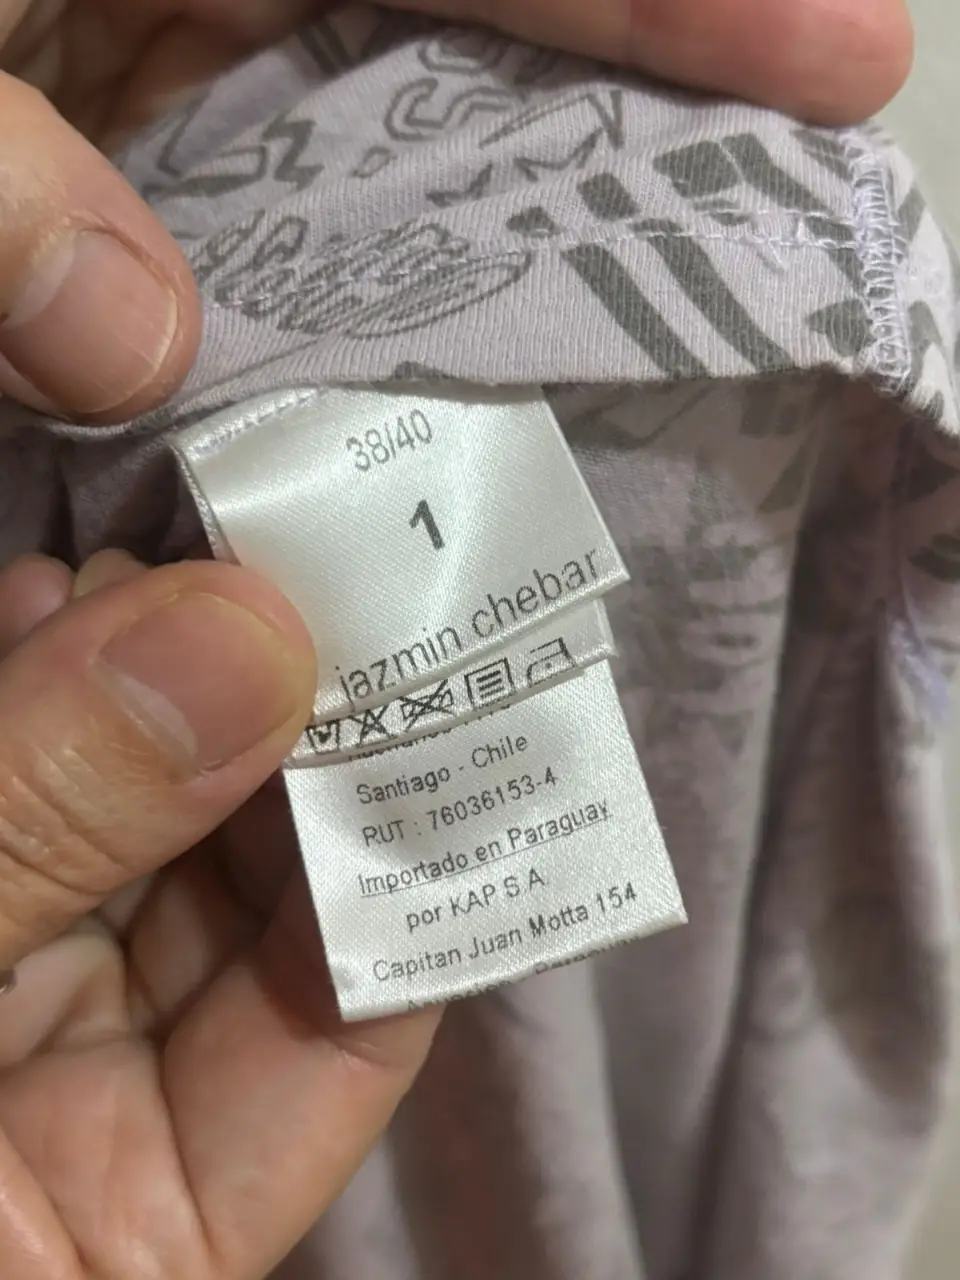 38/40
1
jazmin chebar
Santiago - Chile
RUT : 76036153-4
Importado en Paraguay
por KAP S.A.
Capitan Juan Motta 154